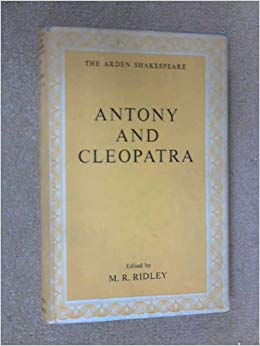 THE ARDEN SHAKESPEARE
ANTONY
AND
CLEOPATRA
Edited by
M. R. RIDLEY